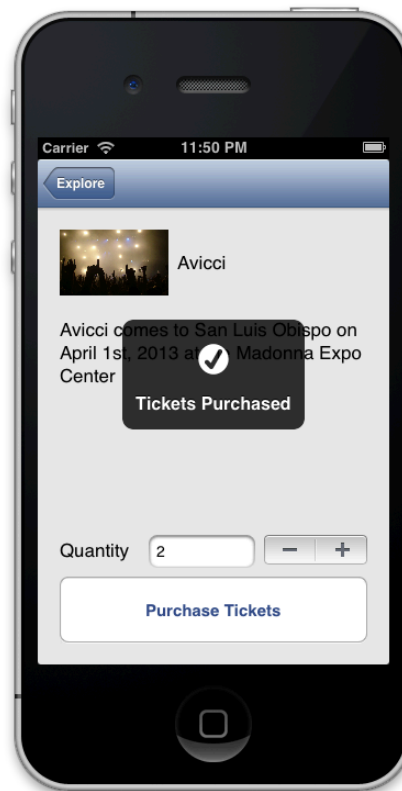 Carrier 11:50 PM
Explore
Avicci
Avicci comes to San Luis Obispo on
April 1st, 2013 at Madonna Expo
Center
Tickets Purchased
Quantity 2
Purchase Tickets